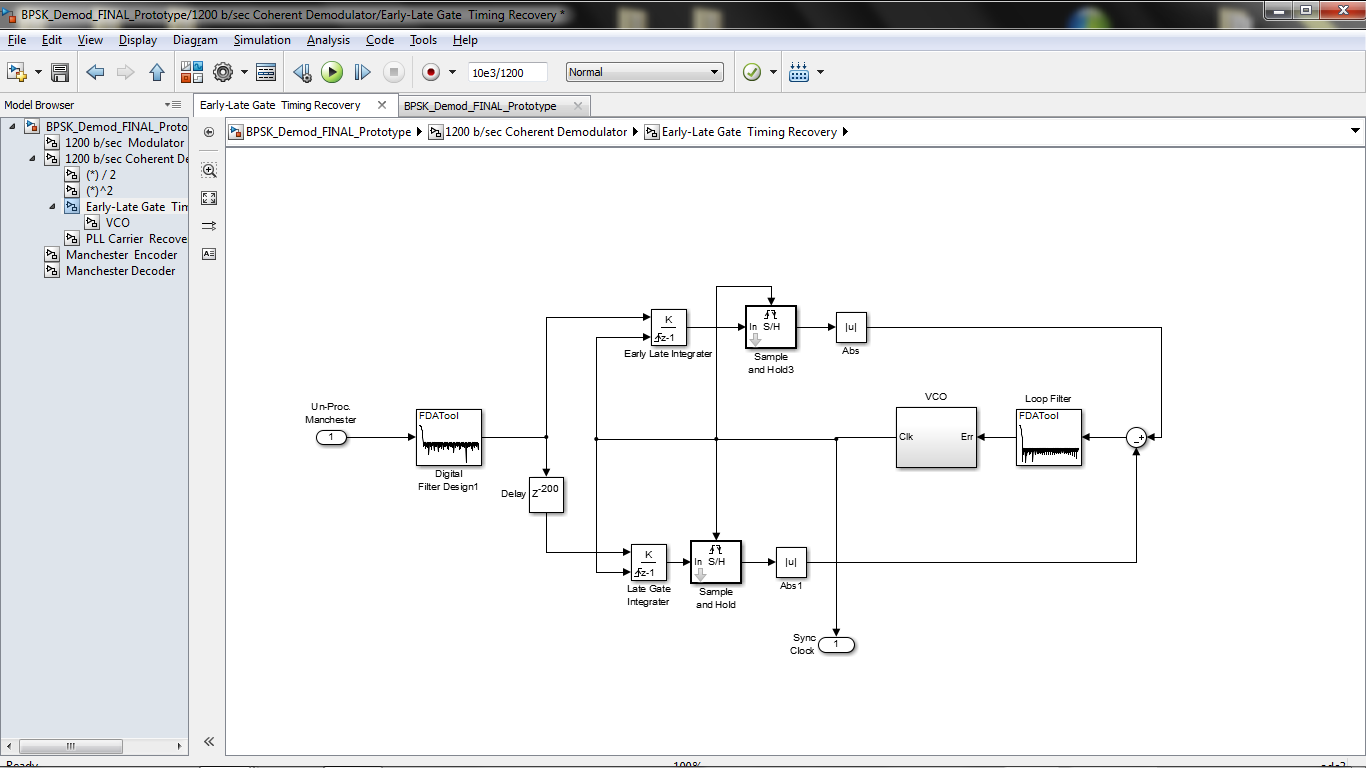 BPSK_Demod_FINAL_Prototype/1200 b/sec Coherent Demodulator/Early-Late Gate  Timing Recovery *
File Edit View Display Diagram Simulation Analysis Code Tools Help
10e3/1200
Normal
Model Browser
Early-Late Gate  Timing Recovery
BPSK_Demod_FINAL_Prototype
BPSK_Demod_FINAL_Prototype
1200 b/sec Coherent Demodulator
Early-Late Gate  Timing Recovery
BPSK_Demod_FINAL_Proto
1200 b/sec  Modulator
1200 b/sec Coherent De
(*) / 2
(*)^2
Early-Late Gate  Tim
VCO
PLL Carrier  Recove
Manchester  Encoder
Manchester Decoder
A
Un-Proc.
Manchester
1
FDATool
Digital
Filter Design1
Delay
Z-200
K
z-1
Early Late Integrater
In
S/H
Sample
and Hold3
|u|
Abs
VCO
Clk
Err
Loop Filter
FDATool
K
z-1
Late Gate
Integrater
In
S/H
Sample
and Hold
|u|
Abs1
Sync
Clock
1
Ready
100%